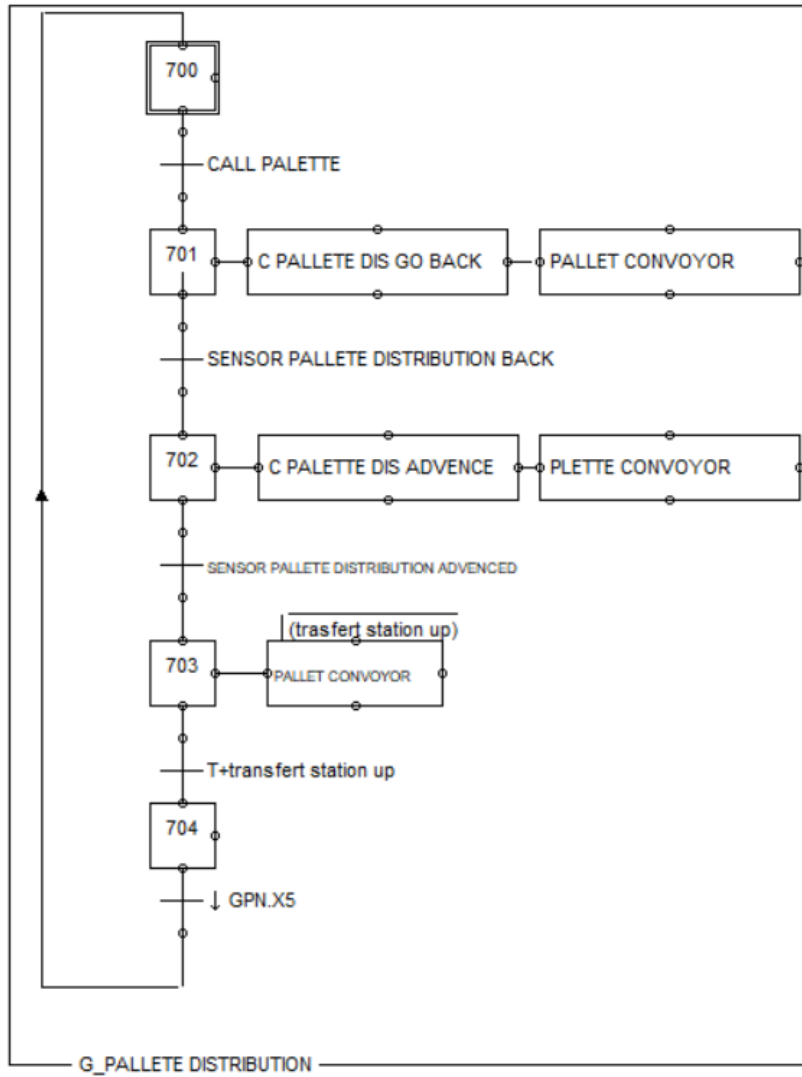 700
CALL PALETTE
701
C PALLETE DIS GO BACK
PALLET CONVOYOR
SENSOR PALLETE DISTRIBUTION BACK
702
C PALETTE DIS ADVENCE
PLETTE CONVOYOR
SENSOR PALLETE DISTRIBUTION ADVENCED
(trasfert station up)
703
PALLET CONVOYOR
T+transfert station up
704
↓ GPN.X5
G_PALLETE DISTRIBUTION